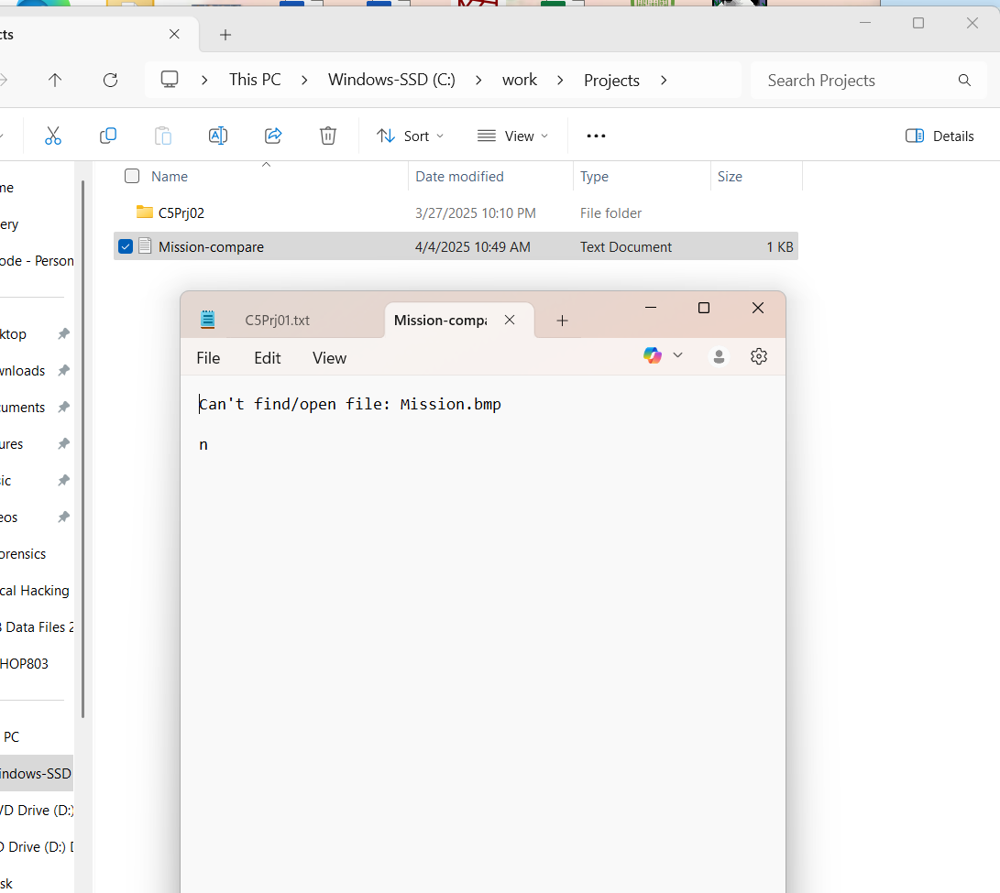 cts
This PC
Windows-SSD (C:)
work
Projects
Search Projects
Sort
View
Details
Name
Date modified
Type
Size
C5Prj02
3/27/2025 10:10 PM
File folder
Mission-compare
4/4/2025 10:49 AM
Text Document
1 KB
me
ery
ode - Person
ktop
wnloads
cuments
ures
sic
eos
orensics
cal Hacking
Data Files 2
HOP803
PC
indows-SSD
VD Drive (D:)
D Drive (D:) D
sk
C5Prj01.txt
Mission-compa
File
Edit
View
Can't find/open file: Mission.bmp
n